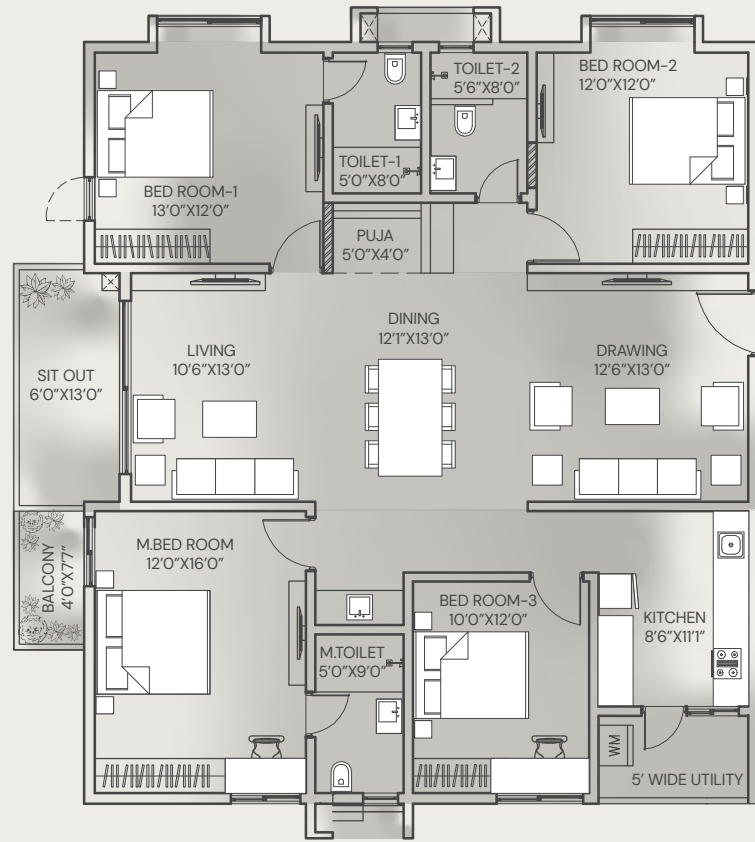 TOILET-2
5'6"X8'0"
BED ROOM-2
12'0"X12'0"
TOILET-1
5'0"X8'0"
BED ROOM-1
13'0"X12'0"
PUJA
5'0"X4'0"
DINING
12'1"X13'0"
LIVING
10'6"X13'0"
DRAWING
12'6"X13'0"
SIT OUT
6'0"X13'0"
M.BED ROOM
12'0"X16'0"
BALCONY
4'0"X7'7"
BED ROOM-3
10'0"X12'0"
KITCHEN
8'6"X11'1"
M.TOILET
5'0"X9'0"
WM
5' WIDE UTILITY